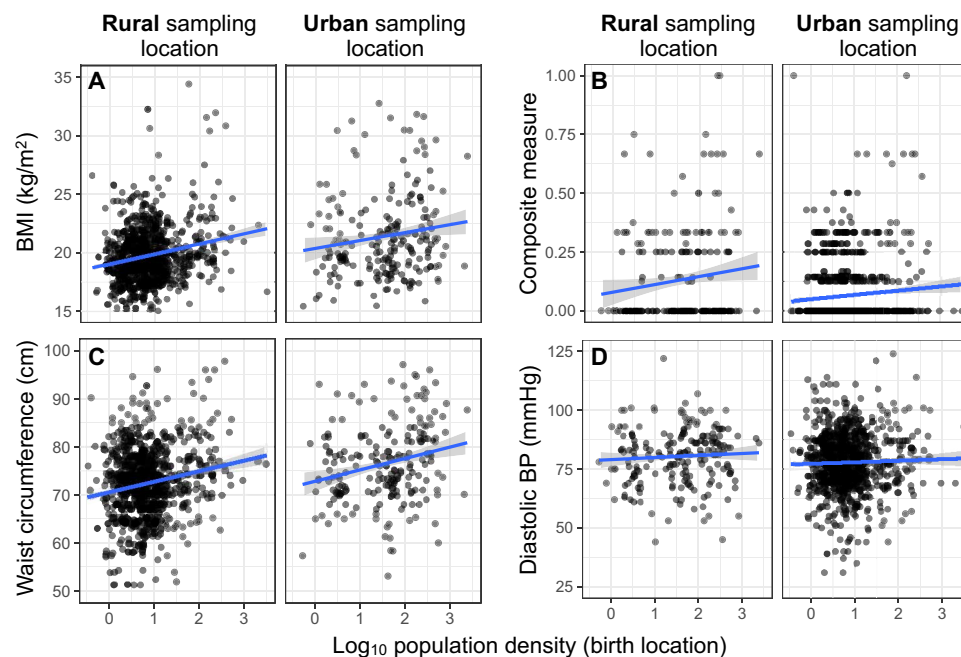 Rural sampling location
Urban sampling location
Rural sampling location
Urban sampling location
A
BMI (kg/m²)
35
30
25
20
15
B
Composite measure
1.00
0.75
0.50
0.25
0.00
C
Waist circumference (cm)
100
90
80
70
60
50
0 1 2 3
0 1 2 3
D
Diastolic BP (mmHg)
125
100
75
50
25
0 1 2 3
0 1 2 3
Log₁₀ population density (birth location)